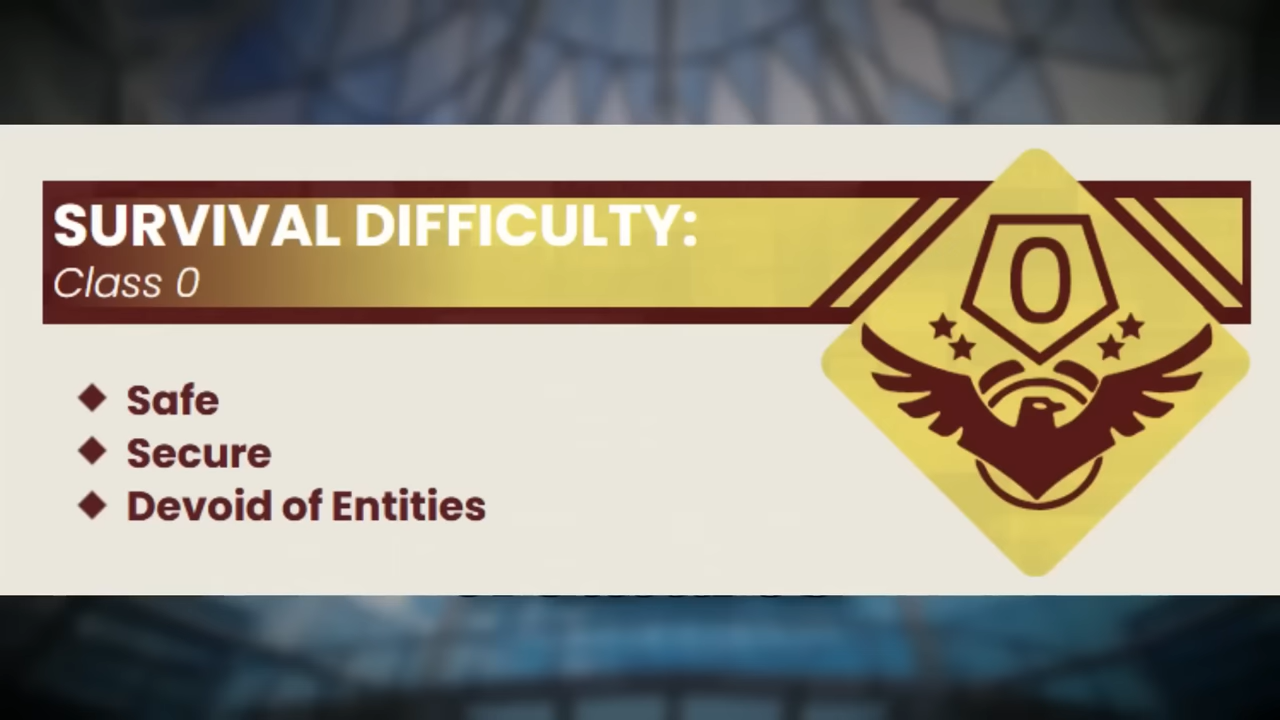 SURVIVAL DIFFICULTY:
Class 0
0
Safe
Secure
Devoid of Entities